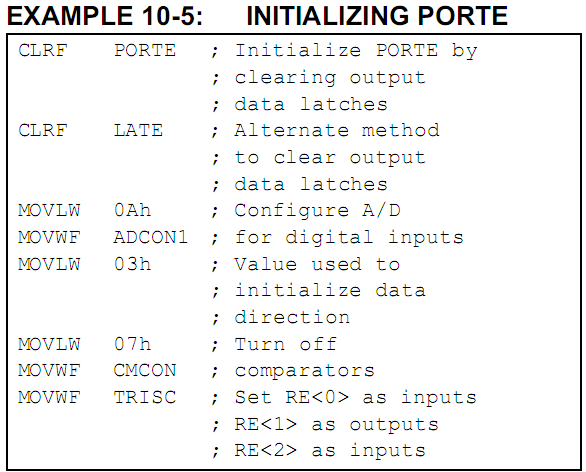 EXAMPLE 10-5: INITIALIZING PORTE
CLRF PORTE ; Initialize PORTE by
; clearing output
; data latches
CLRF LATE ; Alternate method
; to clear output
; data latches
MOVLW 0Ah ; Configure A/D
MOVWF ADCON1 ; for digital inputs
MOVLW 03h ; Value used to
; initialize data
; direction
MOVLW 07h ; Turn off
MOVWF CMCON ; comparators
MOVWF TRISC ; Set RE<0> as inputs
; RE<1> as outputs
; RE<2> as inputs